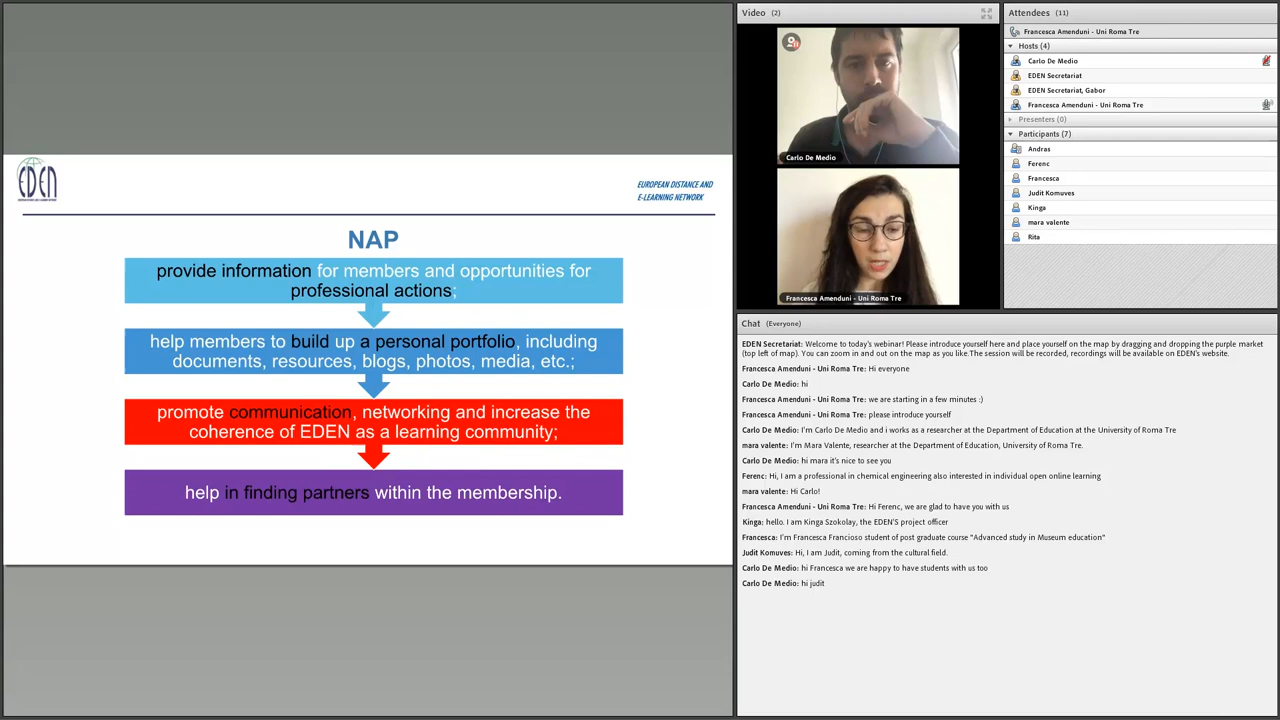 EDEN
EUROPEAN DISTANCE AND
E-LEARNING NETWORK
NAP
provide information for members and opportunities for
professional actions;
help members to build up a personal portfolio, including
documents, resources, blogs, photos, media, etc.;
promote communication, networking and increase the
coherence of EDEN as a learning community;
help in finding partners within the membership.
Video (2)
Carlo De Medio
Francesca Amenduni - Uni Roma Tre
Attendees (11)
Francesca Amenduni - Uni Roma Tre
Hosts (4)
Carlo De Medio
EDEN Secretariat
EDEN Secretariat, Gabor
Francesca Amenduni - Uni Roma Tre
Presenters (0)
Participants (7)
Andras
Ferenc
Francesca
Judit Komuves
Kinga
mara valente
Rita
Chat (Everyone)
EDEN Secretariat: Welcome to today's webinar! Please introduce yourself here and place yourself on the map by dragging and dropping the purple market
(top left of map). You can zoom in and out on the map as you like.The session will be recorded, recordings will be available on EDEN's website.
Francesca Amenduni - Uni Roma Tre: Hi everyone
Carlo De Medio: hi
Francesca Amenduni - Uni Roma Tre: we are starting in a few minutes :)
Francesca Amenduni - Uni Roma Tre: please introduce yourself
Carlo De Medio: I'm Carlo De Medio and i works as a researcher at the Department of Education at the University of Roma Tre
mara valente: I'm Mara Valente, researcher at the Department of Education, University of Roma Tre.
Carlo De Medio: hi mara it's nice to see you
Ferenc: Hi, I am a professional in chemical engineering also interested in individual open online learning
mara valente: Hi Carlo!
Francesca Amenduni - Uni Roma Tre: Hi Ferenc, we are glad to have you with us
Kinga: hello. I am Kinga Szokolay, the EDEN'S project officer
Francesca: I'm Francesca Francioso student of post graduate course "Advanced study in Museum education"
Judit Komuves: Hi, I am Judit, coming from the cultural field.
Carlo De Medio: hi Francesca we are happy to have students with us too
Carlo De Medio: hi judit